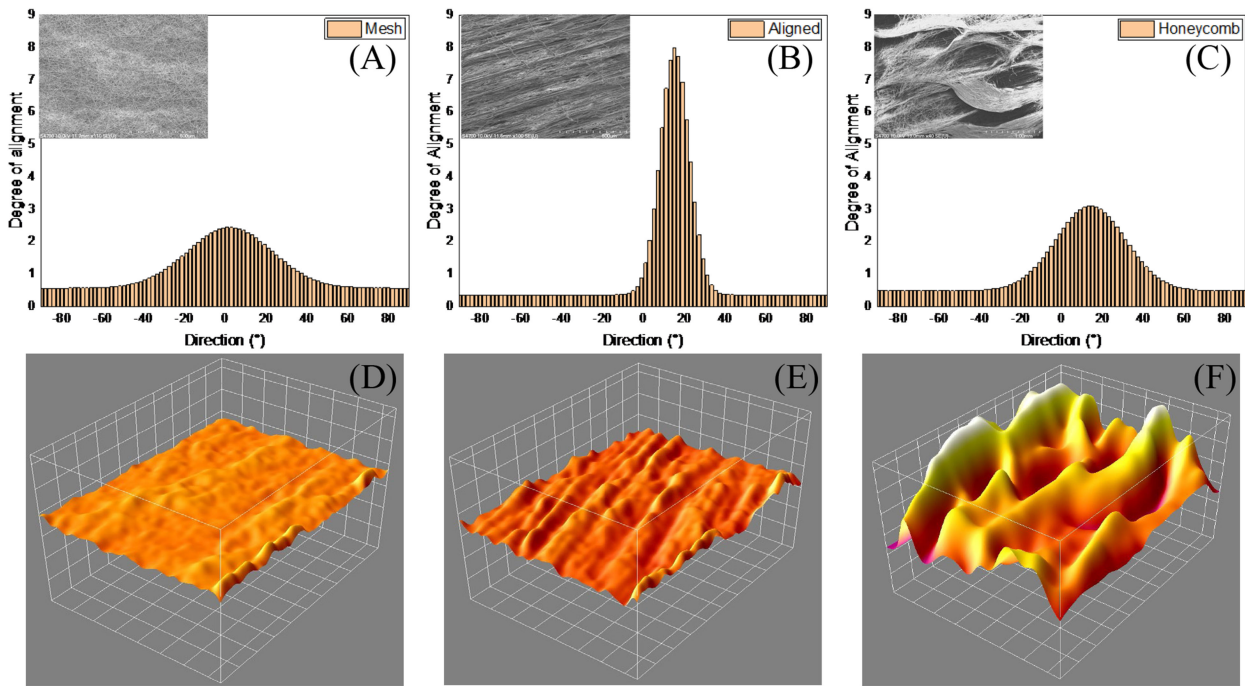 Mesh
(A)
Degree of alignment
9
8
7
6
5
4
3
2
1
0
-80 -60 -40 -20 0 20 40 60 80
Direction (°)
Aligned
(B)
Degree of Alignment
9
8
7
6
5
4
3
2
1
0
-80 -60 -40 -20 0 20 40 60 80
Direction (°)
Honeycomb
(C)
Degree of Alignment
9
8
7
6
5
4
3
2
1
0
-80 -60 -40 -20 0 20 40 60 80
Direction (°)
(D)
(E)
(F)